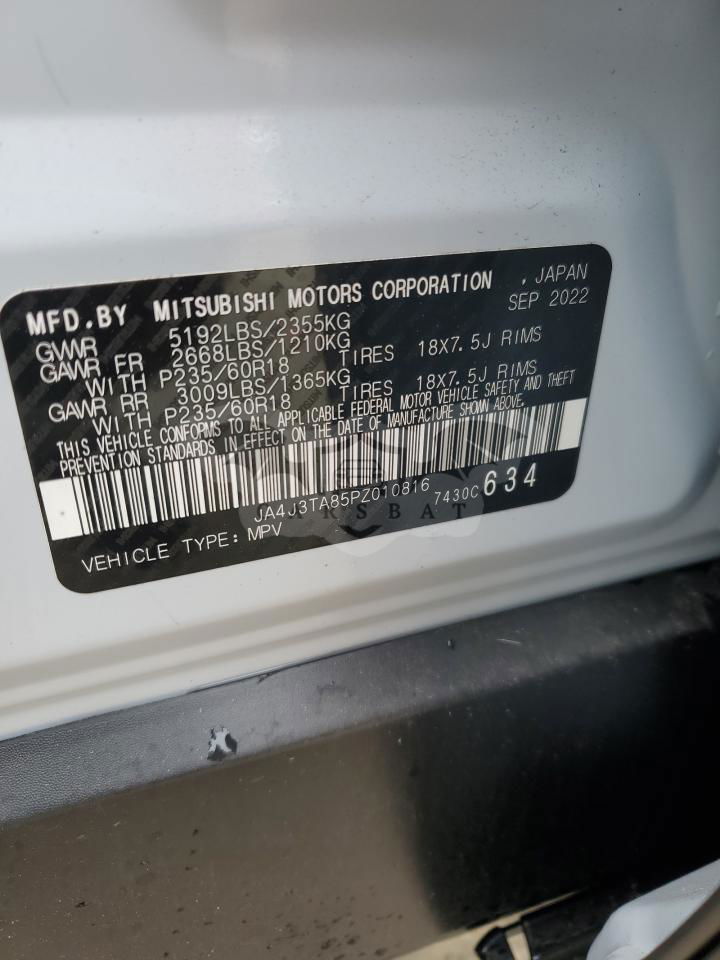 MFD.BY MITSUBISHI MOTORS CORPORATION , JAPAN
SEP 2022
GVWR 5192LBS/2355KG
GAWR FR 2668LBS/1210KG
WITH P235/60R18 TIRES 18X7.5J RIMS
GAWR RR 3009LBS/1365KG
WITH P235/60R18 TIRES 18X7.5J RIMS
THIS VEHICLE CONFORMS TO ALL APPLICABLE FEDERAL MOTOR VEHICLE SAFETY AND THEFT
PREVENTION STANDARDS IN EFFECT ON THE DATE OF MANUFACTURE SHOWN ABOVE.
JA4J3TA85PZ010816 7430C 634
VEHICLE TYPE: MPV
CARSBAT